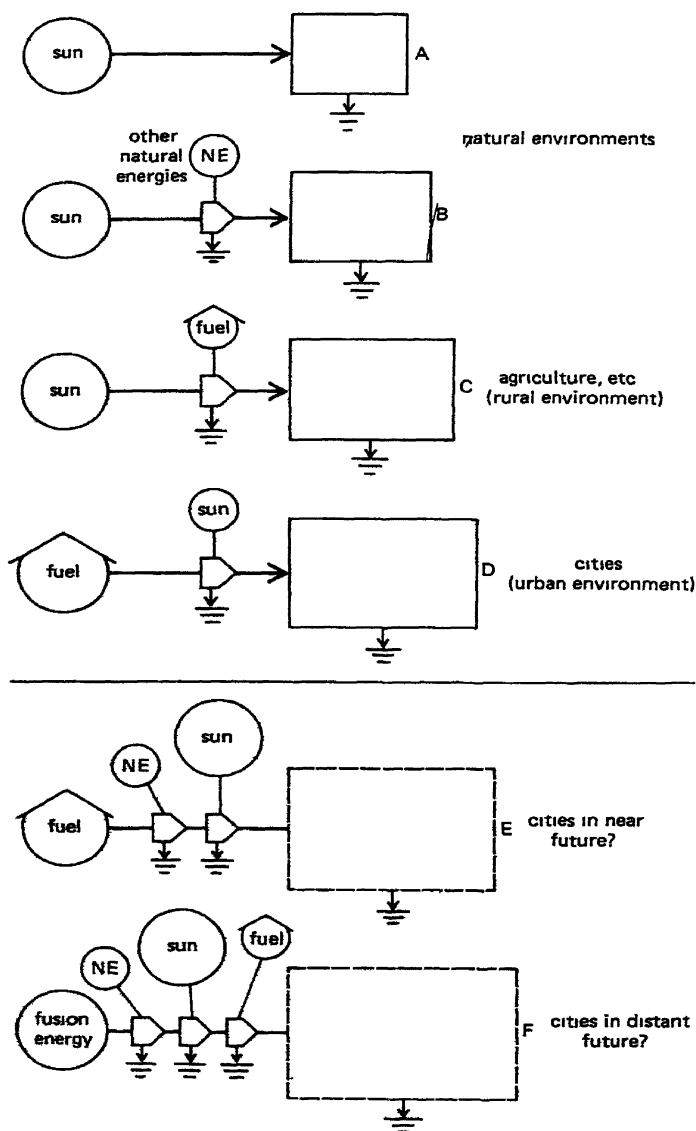 sun
A
other
natural
energies
NE
natural environments
sun
B
fuel
sun
C
agriculture, etc
(rural environment)
sun
fuel
D
cities
(urban environment)
sun
NE
fuel
E
cities in near
future?
sun
fuel
NE
fusion
energy
F
cities in distant
future?